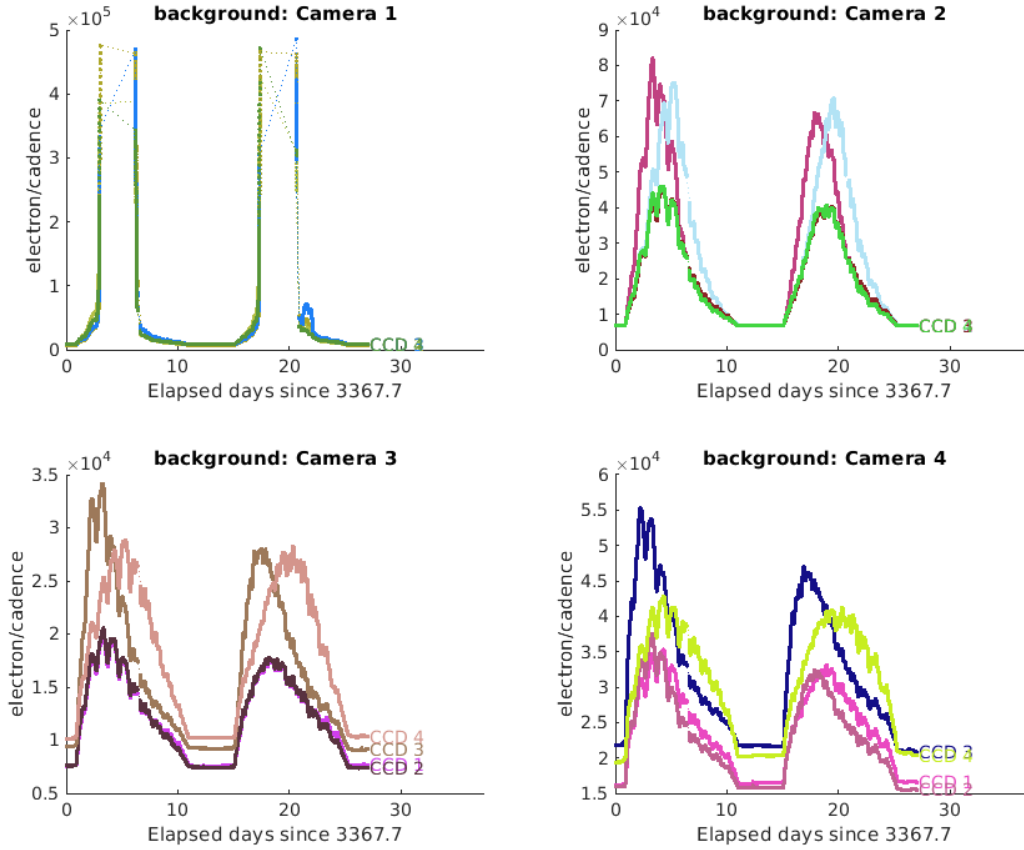 background: Camera 1
×10^5
5
4
3
2
1
0
electron/cadence
0 10 20 30
Elapsed days since 3367.7
background: Camera 2
×10^4
9
8
7
6
5
4
3
2
1
0
electron/cadence
CCD
0 10 20 30
Elapsed days since 3367.7
background: Camera 3
×10^4
3.5
3
2.5
2
1.5
1
0.5
electron/cadence
CCD 4
CCD 3
CCD 1
CCD 2
0 10 20 30
Elapsed days since 3367.7
background: Camera 4
×10^4
6
5.5
5
4.5
4
3.5
3
2.5
2
1.5
electron/cadence
CCD 3
CCD 4
CCD 1
CCD 2
0 10 20 30
Elapsed days since 3367.7